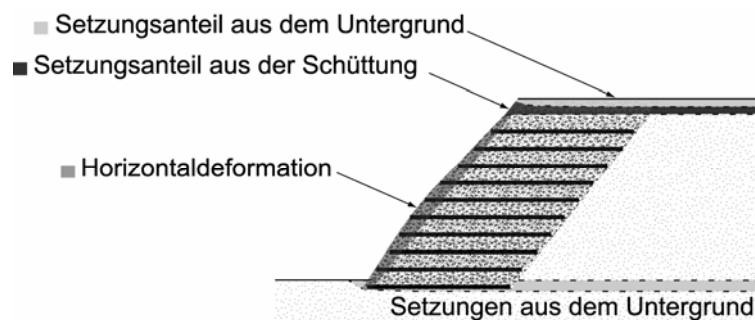 Setzungsanteil aus dem Untergrund
Setzungsanteil aus der Schüttung
Horizontaldeformation
Setzungen aus dem Untergrund